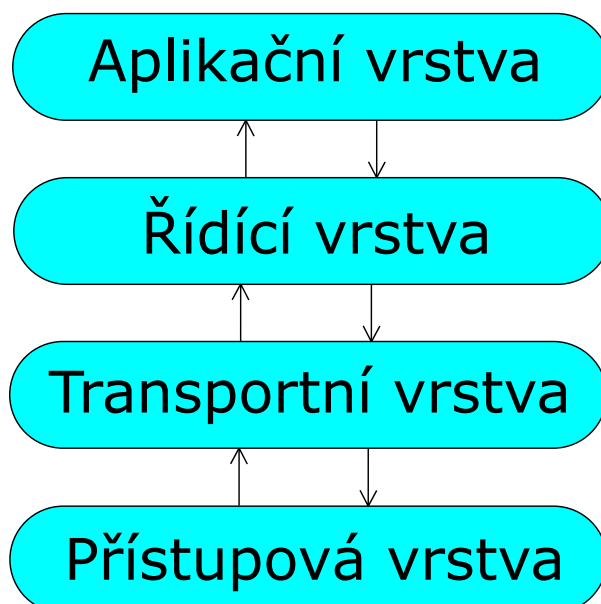 Aplikační vrstva
Řídící vrstva
Transportní vrstva
Přístupová vrstva